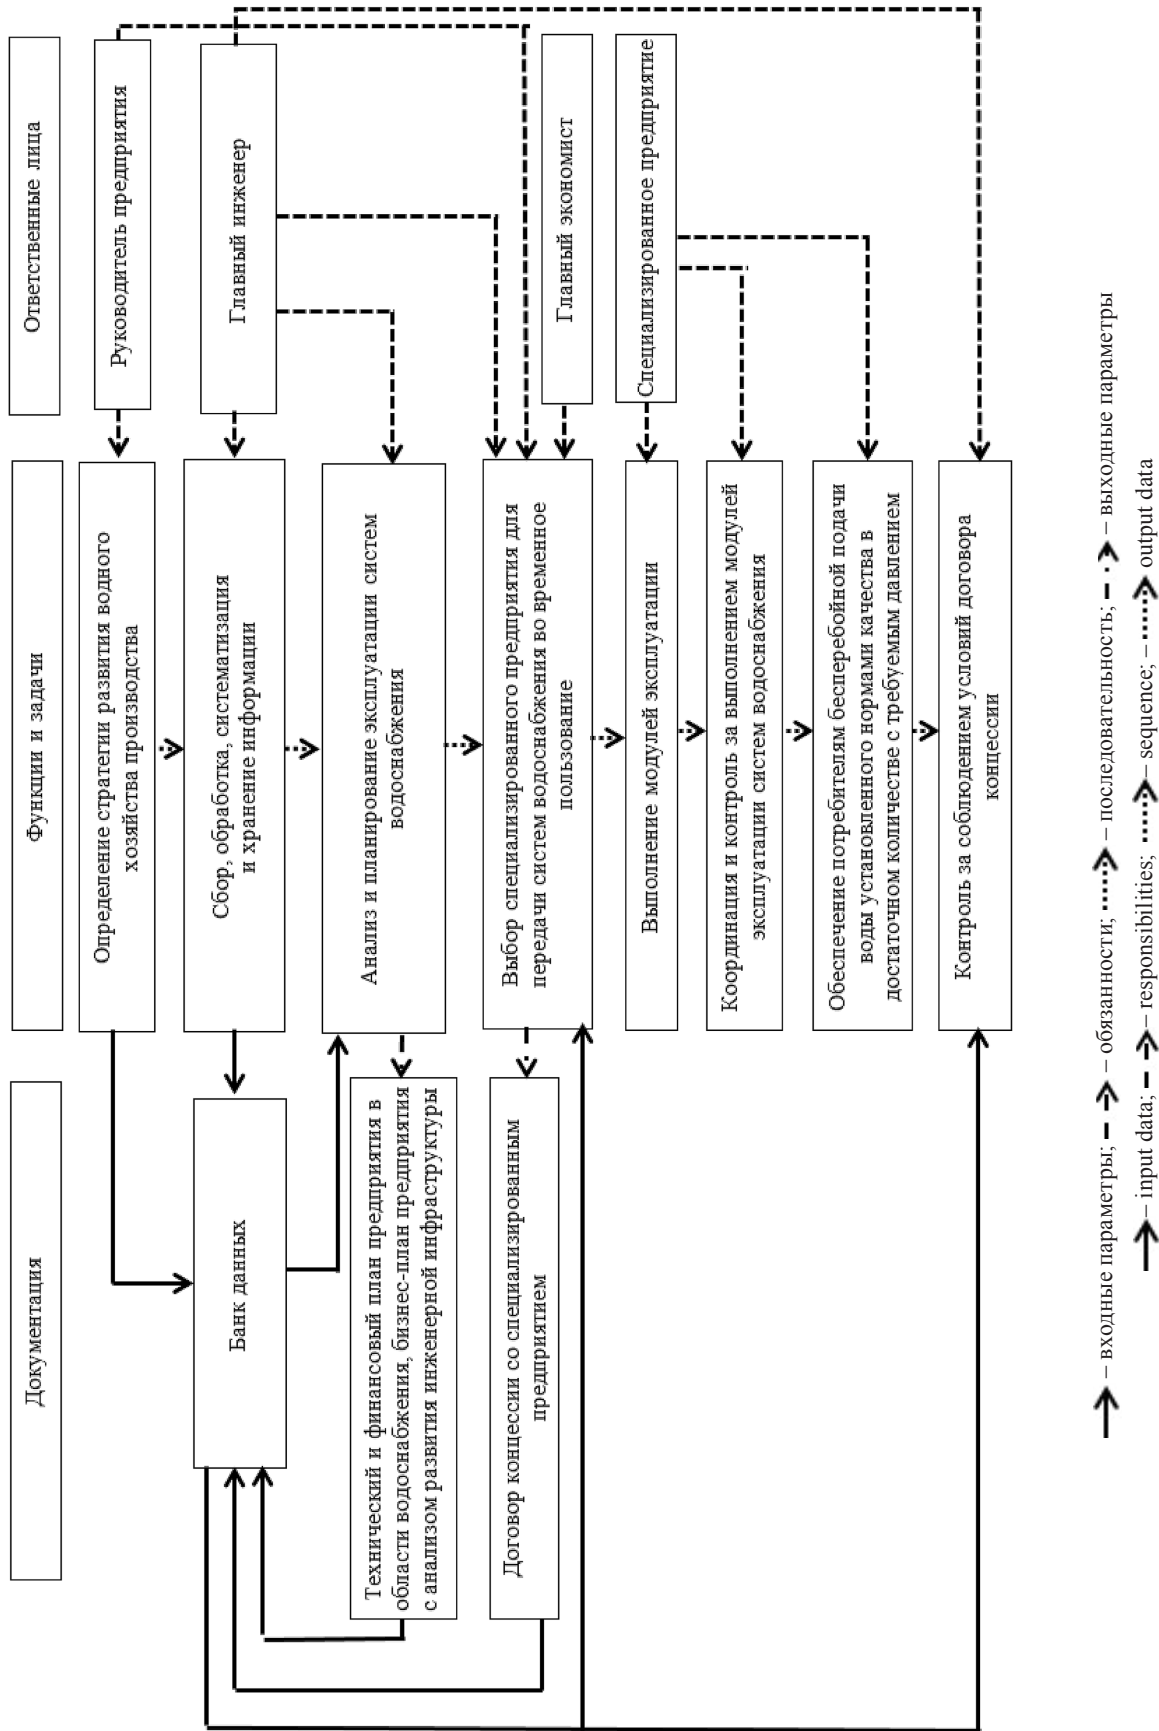 Документация
Функции и задачи
Ответственные лица
Определение стратегии развития водного
хозяйства производства
Руководитель предприятия
Банк данных
Сбор, обработка, систематизация
и хранение информации
Главный инженер
Технический и финансовый план предприятия в
области водоснабжения, бизнес-план предприятия
с анализом развития инженерной инфраструктуры
Анализ и планирование эксплуатации систем
водоснабжения
Договор концессии со специализированным
предприятием
Выбор специализированного предприятия для
передачи систем водоснабжения во временное
пользование
Главный экономист
Выполнение модулей эксплуатации
Специализированное предприятие
Координация и контроль за выполнением модулей
эксплуатации систем водоснабжения
Обеспечение потребителям бесперебойной подачи
воды установленного нормами качества в
достаточном количестве с требуемым давлением
Контроль за соблюдением условий договора
концессии
– входные параметры; – обязанности; – последовательность; – выходные параметры
– input data; – responsibilities; – sequence; – output data